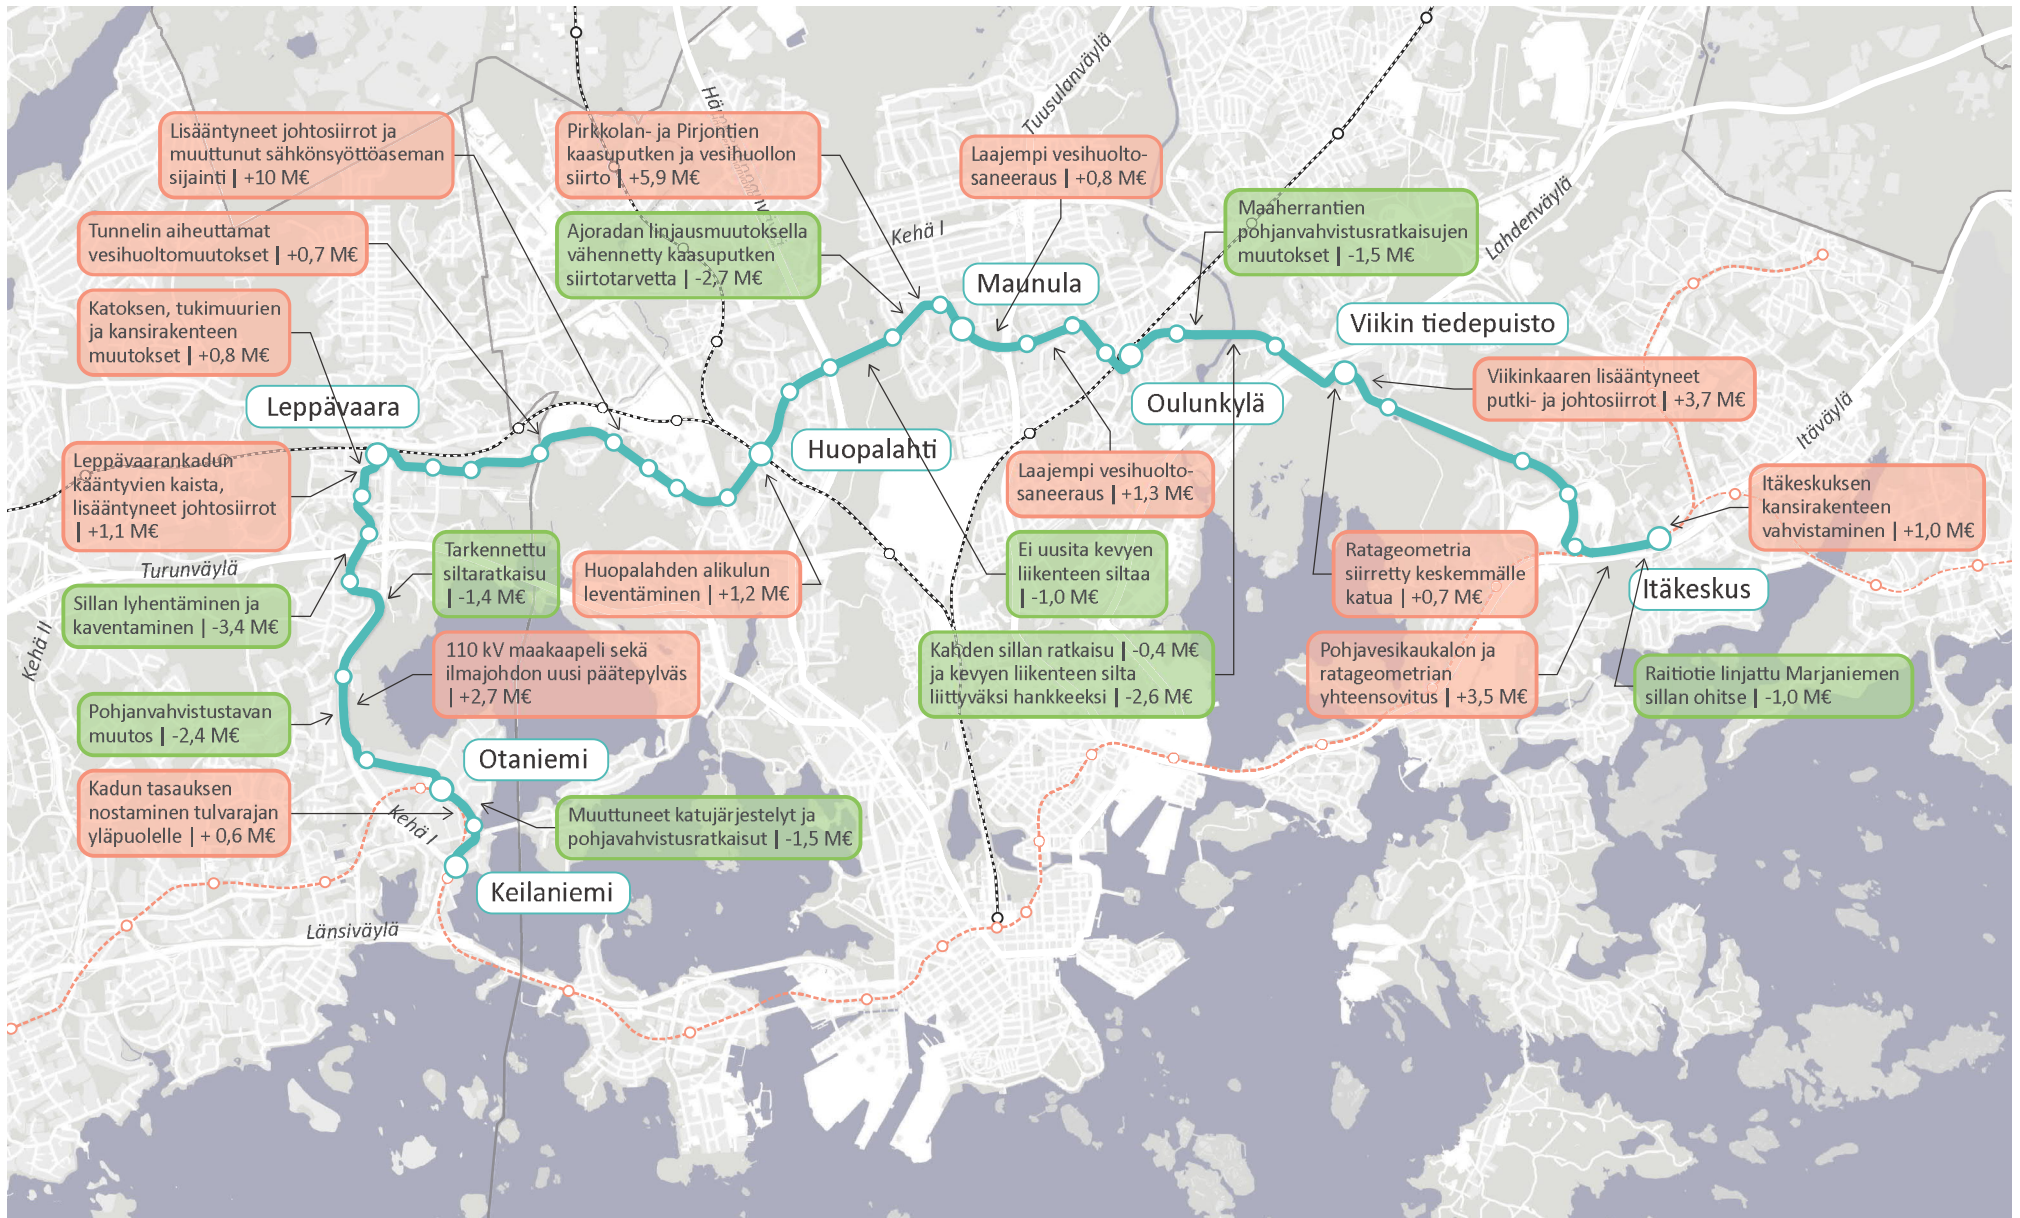 Lisääntyneet johtosiirrot ja
muuttunut sähkönsyöttöaseman
sijainti | +10 M€
Pirkkolan- ja Pirjontien
kaasuputken ja vesihuollon
siirto | +5,9 M€
Laajempi vesihuolto-
saneeraus | +0,8 M€
Tuusulanväylä
Maaherrantien
pohjanvahvistusratkaisujen
muutokset | -1,5 M€
Lahdenväylä
Tunnelin aiheuttamat
vesihuoltomuutokset | +0,7 M€
Ajoradan linjausmuutoksella
vähennetty kaasuputken
siirtotarvetta | -2,7 M€
Kehä I
Maunula
Katoksen, tukimuurien
ja kansirakenteen
muutokset | +0,8 M€
Viikin tiedepuisto
Leppävaara
Oulunkylä
Viikinkaaren lisääntyneet
putki- ja johtosiirrot | +3,7 M€
Itäväylä
Huopalahti
Leppävaarankadun
kääntyvien kaista,
lisääntyneet johtosiirrot
| +1,1 M€
Laajempi vesihuolto-
saneeraus | +1,3 M€
Itäkeskuksen
kansirakenteen
vahvistaminen | +1,0 M€
Turunväylä
Tarkennettu
siltaratkaisu
| -1,4 M€
Huopalahden alikulun
leventäminen | +1,2 M€
Ei uusita kevyen
liikenteen siltaa
| -1,0 M€
Ratageometria
siirretty keskemmälle
katua | +0,7 M€
Itäkeskus
Sillan lyhentäminen ja
kaventaminen | -3,4 M€
Kehä II
110 kV maakaapeli sekä
ilmajohdon uusi päätepylväs
| +2,7 M€
Kahden sillan ratkaisu | -0,4 M€
ja kevyen liikenteen silta
liittyväksi hankkeeksi | -2,6 M€
Pohjavesikaukalon ja
ratageometrian
yhteensovitus | +3,5 M€
Raitiotie linjattu Marjaniemen
sillan ohitse | -1,0 M€
Pohjanvahvistustavan
muutos | -2,4 M€
Otaniemi
Kadun tasauksen
nostaminen tulvarajan
yläpuolelle | + 0,6 M€
Kehä I
Muuttuneet katujärjestelyt ja
pohjavahvistusratkaisut | -1,5 M€
Keilaniemi
Länsiväylä